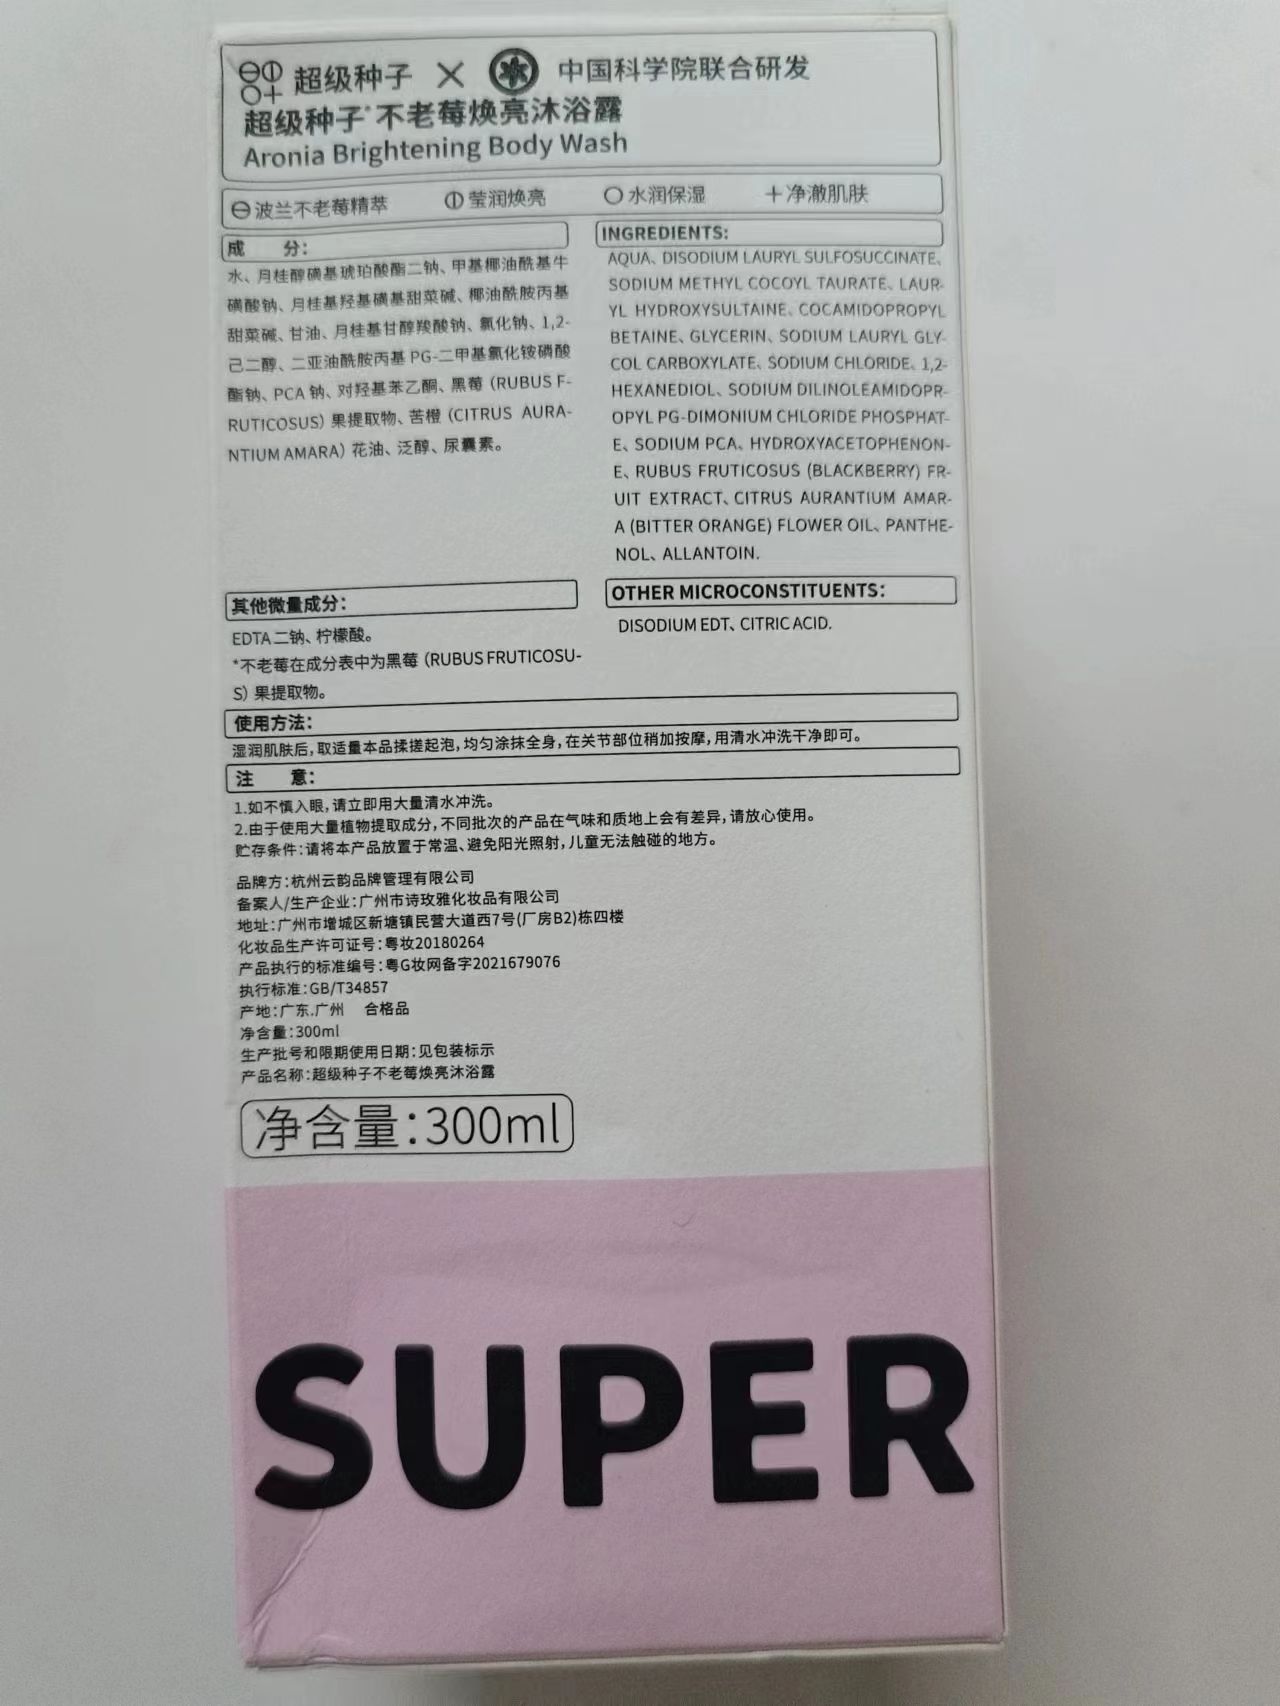 超级种子 × 中国科学院联合研发
超级种子*不老莓焕亮沐浴露
Aronia Brightening Body Wash
波兰不老莓精萃 莹润焕亮 水润保湿 净澈肌肤
成 分：
水、月桂醇磺基琥珀酸酯二钠、甲基椰油酰基牛
磺酸钠、月桂基羟基磺基甜菜碱、椰油酰胺丙基
甜菜碱、甘油、月桂基甘醇羧酸钠、氯化钠、1,2-
己二醇、二亚油酰胺丙基PG-二甲基氯化铵磷酸
酯钠、PCA 钠、对羟基苯乙酮、黑莓（RUBUS F-
RUTICOSUS）果提取物、苦橙（CITRUS AURA-
NTIUM AMARA）花油、泛醇、尿囊素。
INGREDIENTS:
AQUA、DISODIUM LAURYL SULFOSUCCINATE、
SODIUM METHYL COCOYL TAURATE、LAUR-
YL HYDROXYSULTAINE、COCAMIDOPROPYL
BETAINE、GLYCERIN、SODIUM LAURYL GLY-
COL CARBOXYLATE、SODIUM CHLORIDE、1,2-
HEXANEDIOL、SODIUM DILINOLEAMIDOPR-
OPYL PG-DIMONIUM CHLORIDE PHOSPHAT-
E、SODIUM PCA、HYDROXYACETOPHENON-
E、RUBUS FRUTICOSUS (BLACKBERRY) FR-
UIT EXTRACT、CITRUS AURANTIUM AMAR-
A (BITTER ORANGE) FLOWER OIL、PANTHE-
NOL、ALLANTOIN.
其他微量成分：
EDTA二钠、柠檬酸。
*不老莓在成分表中为黑莓（RUBUS FRUTICOSU-
S）果提取物。
OTHER MICROCONSTITUENTS:
DISODIUM EDT、CITRIC ACID.
使用方法：
湿润肌肤后，取适量本品揉搓起泡，均匀涂抹全身，在关节部位稍加按摩，用清水冲洗干净即可。
注 意：
1.如不慎入眼，请立即用大量清水冲洗。
2.由于使用大量植物提取成分，不同批次的产品在气味和质地上会有差异，请放心使用。
贮存条件：请将本产品放置于常温、避免阳光照射，儿童无法触碰的地方。
品牌方：杭州云韵品牌管理有限公司
备案人/生产企业：广州市诗玫雅化妆品有限公司
地址：广州市增城区新塘镇民营大道西7号(厂房B2)栋四楼
化妆品生产许可证号：粤妆20180264
产品执行的标准编号：粤G妆网备字2021679076
执行标准：GB/T34857
产地：广东.广州 合格品
净含量：300ml
生产批号和限期使用日期：见包装标示
产品名称：超级种子不老莓焕亮沐浴露
净含量：300ml
SUPER